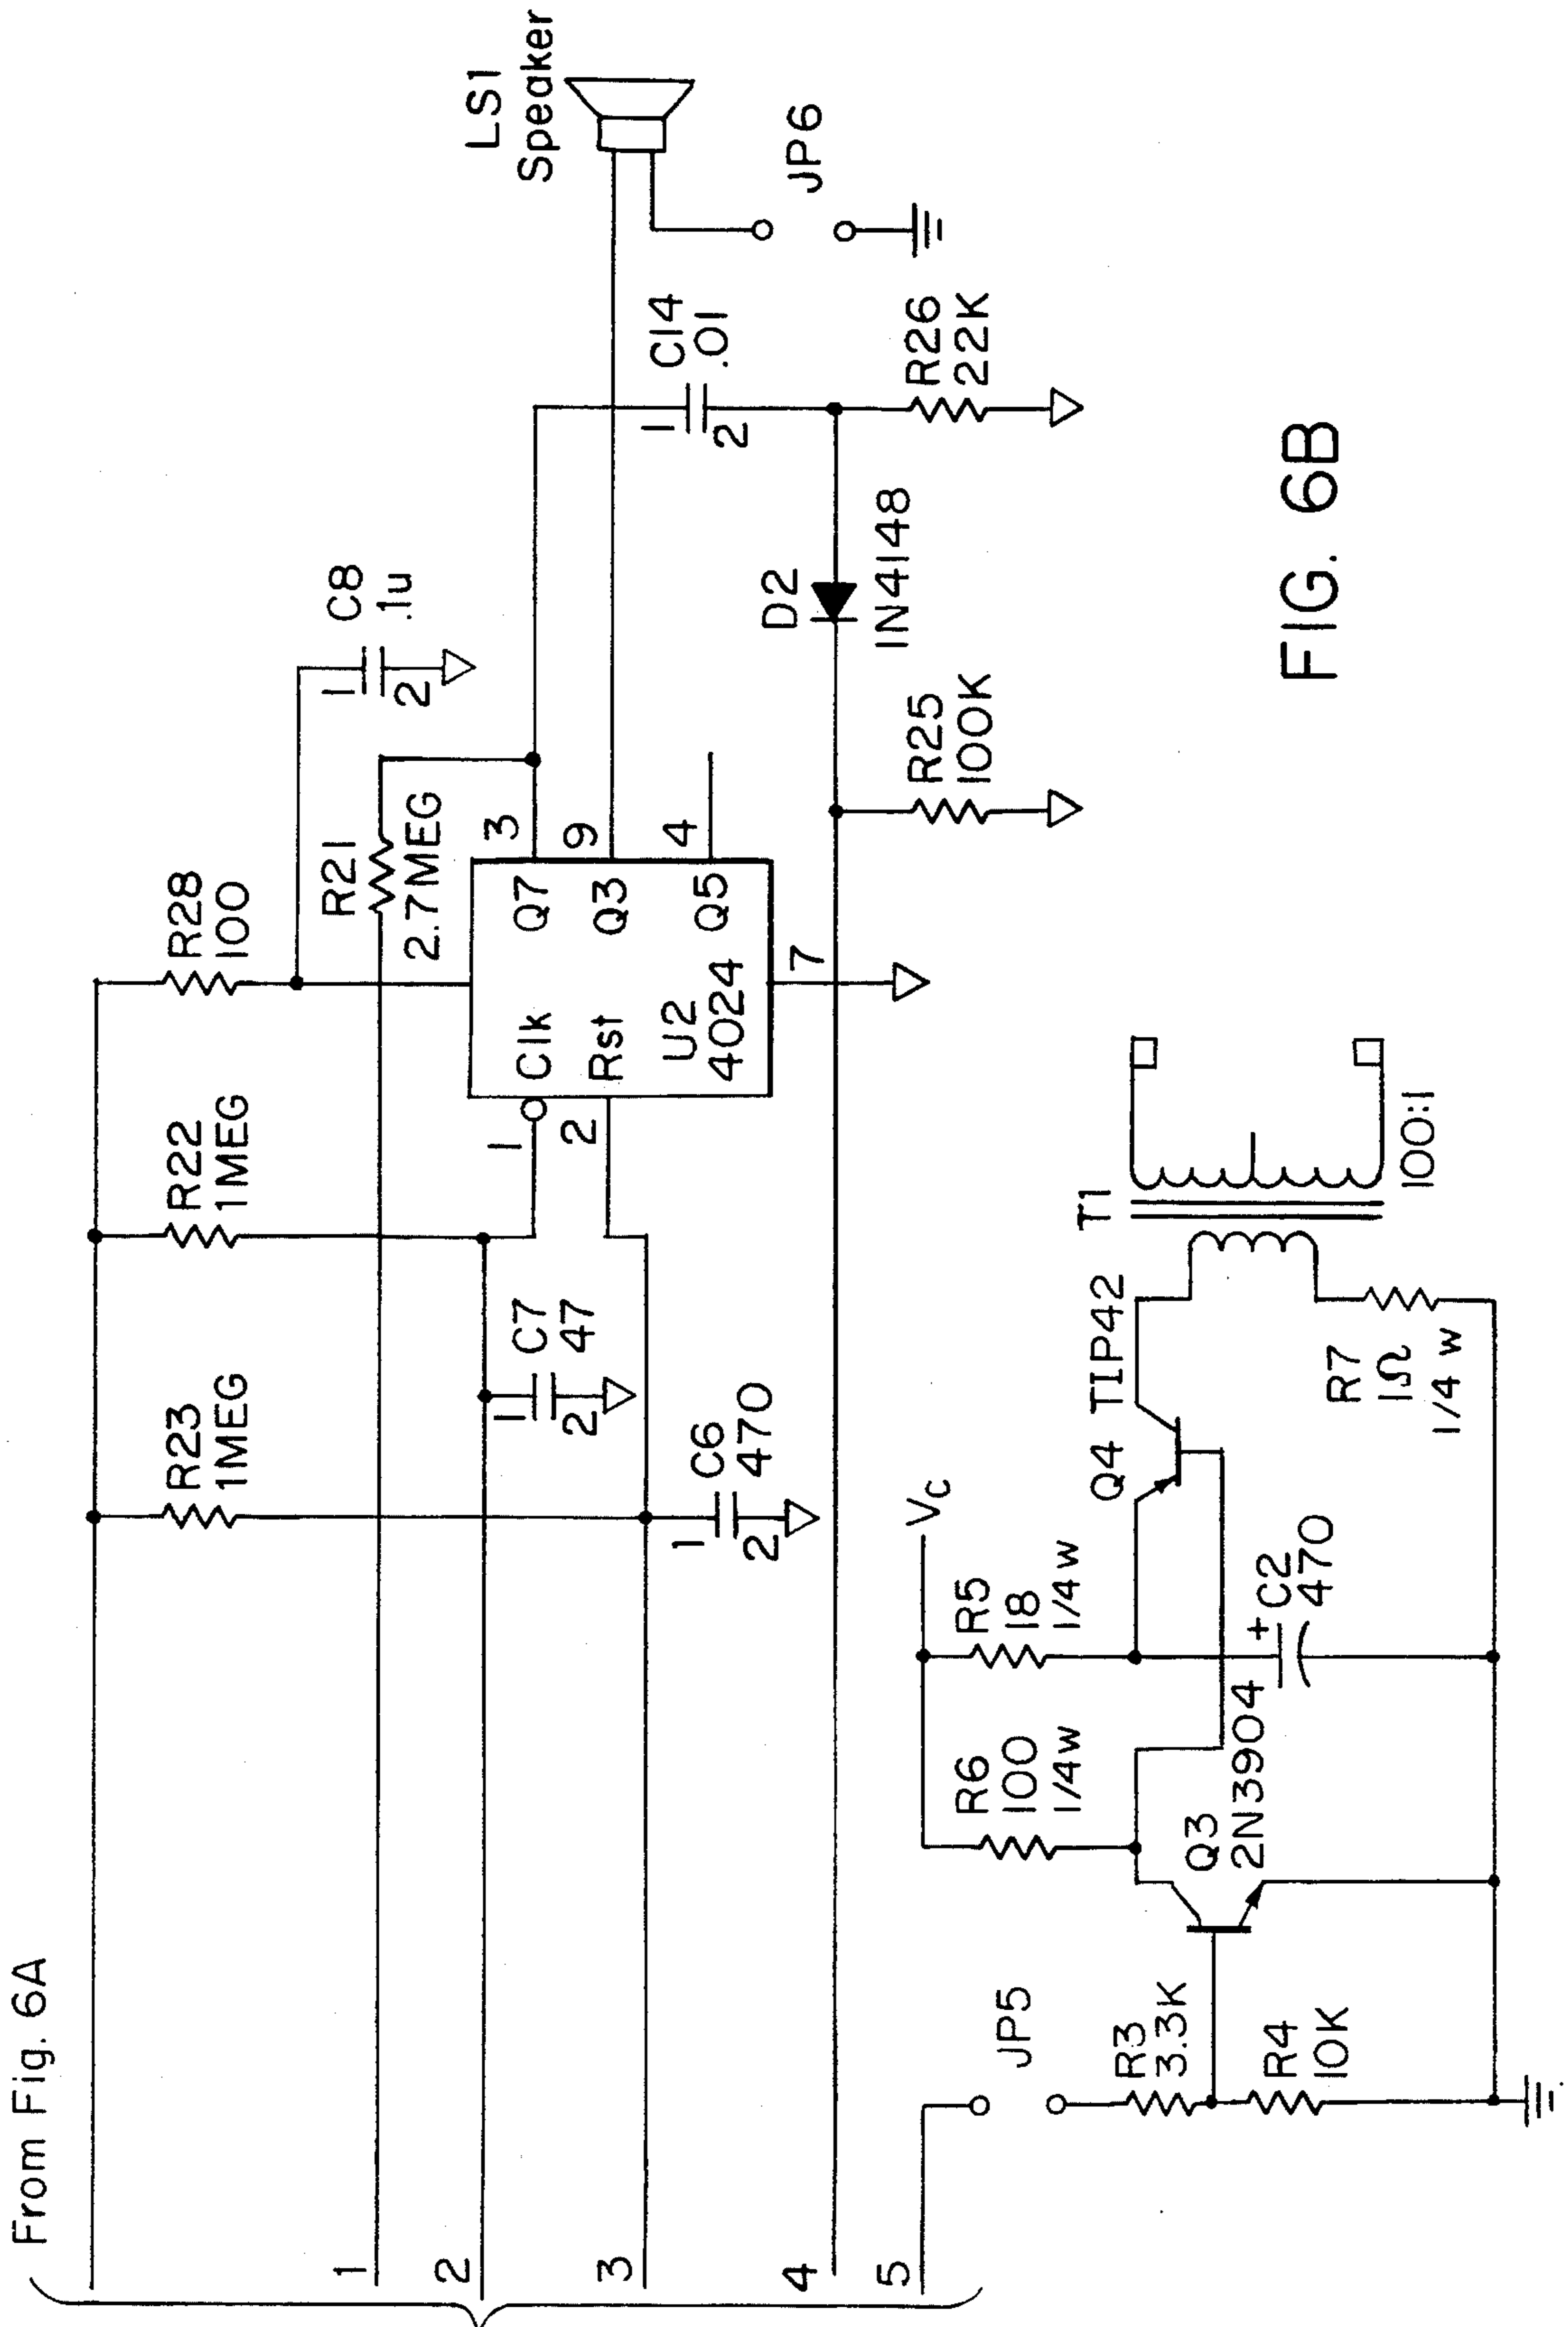 From Fig. 6A
R23
1MEG
R22
1MEG
R28
100
C8
.1u
1
2
R21
2.7MEG
1
2
3
4
5
C7
47
1
2
C6
470
1
2
1
2
Clk
Rst
U2
4024
Q7
Q3
Q5
3
9
4
7
LS1
Speaker
JP6
C14
.01
1
2
R26
22K
D2
1N4148
R25
100K
JP5
R3
3.3K
R4
10K
Q3
2N3904
R6
100
1/4w
R5
18
1/4w
Vc
C2
470
+
Q4 TIP42
T1
100:1
R7
1Ω
1/4 w
FIG. 6B